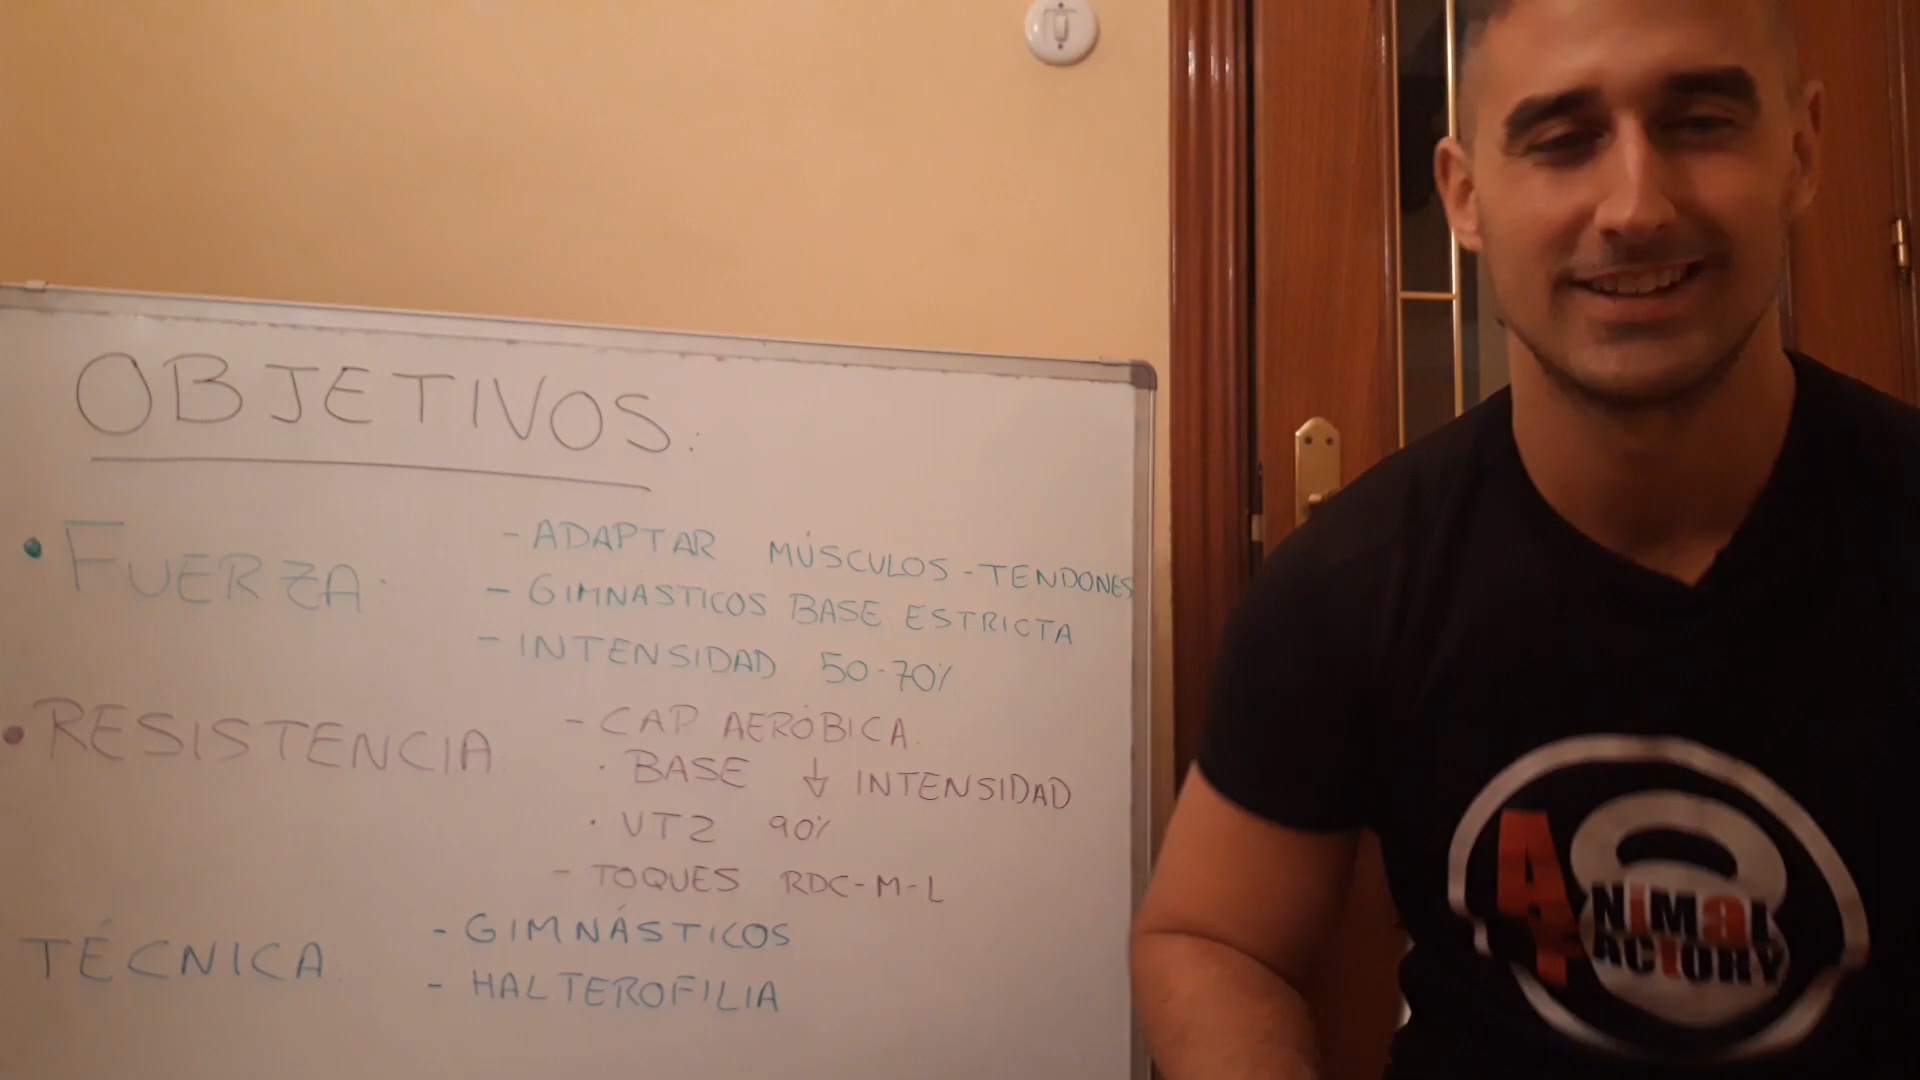 OBJETIVOS:
• FUERZA.
- ADAPTAR MÚSCULOS-TENDONES
- GIMNASTICOS BASE ESTRICTA
- INTENSIDAD 50-70%
• RESISTENCIA
- CAP AERÓBICA.
· BASE ↓ INTENSIDAD
· VT2 90%
- TOQUES RDC-M-L
TÉCNICA.
- GIMNÁSTICOS
- HALTEROFILIA
ANiMaL
FACTORY